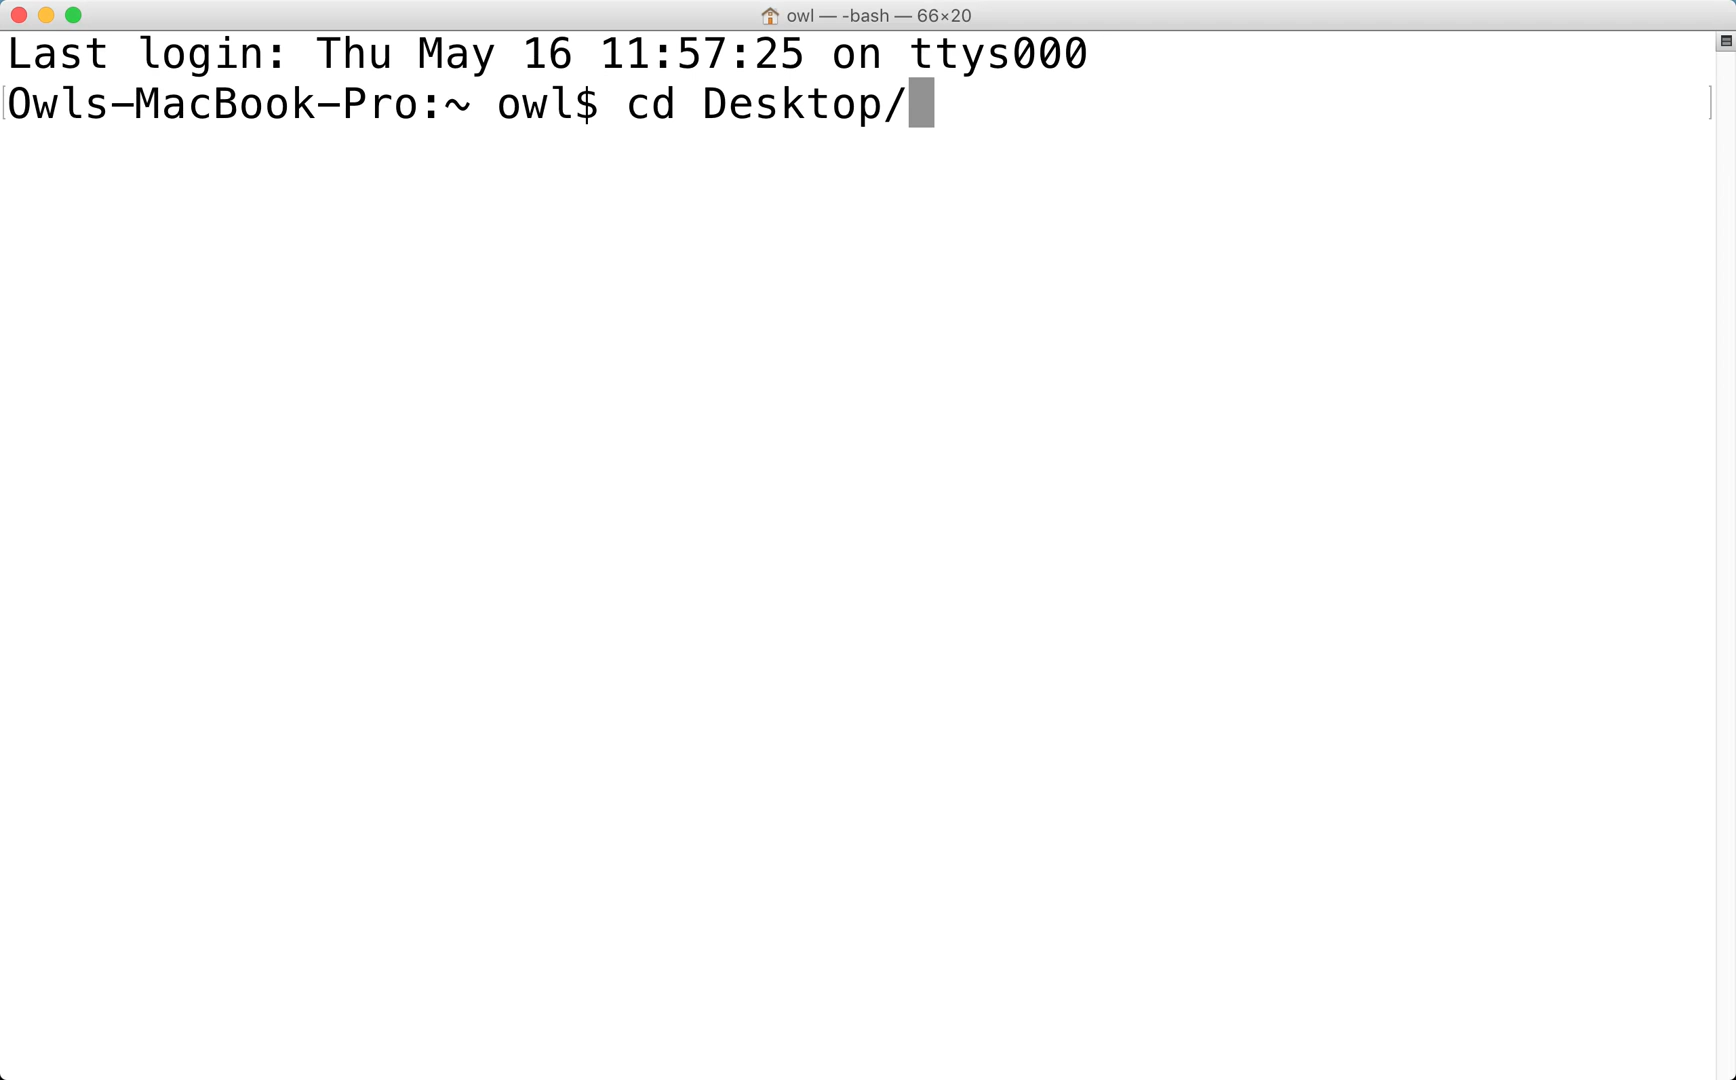 owl — -bash — 66×20
Last login: Thu May 16 11:57:25 on ttys000
Owls-MacBook-Pro:~ owl$ cd Desktop/